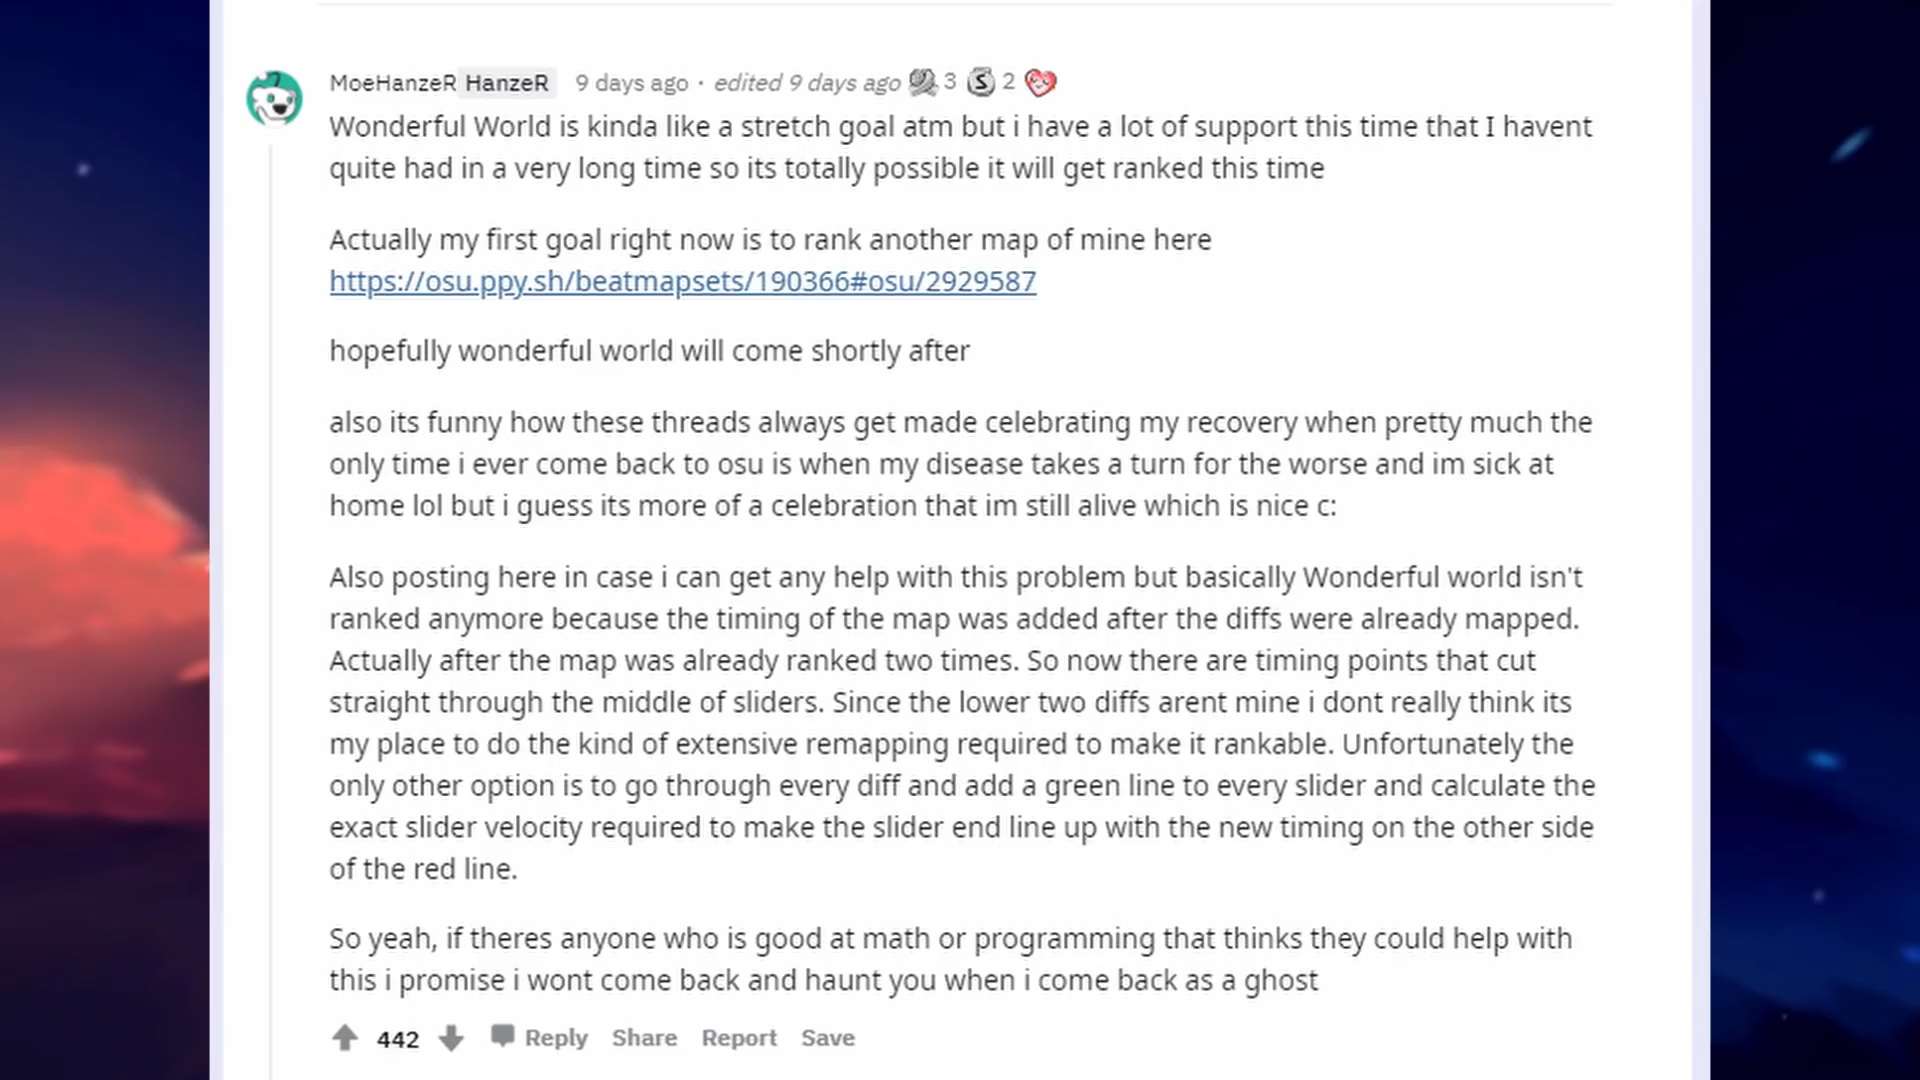 MoeHanzeR HanzeR 9 days ago · edited 9 days ago 3 S 2
Wonderful World is kinda like a stretch goal atm but i have a lot of support this time that I havent
quite had in a very long time so its totally possible it will get ranked this time
Actually my first goal right now is to rank another map of mine here
https://osu.ppy.sh/beatmapsets/190366#osu/2929587
hopefully wonderful world will come shortly after
also its funny how these threads always get made celebrating my recovery when pretty much the
only time i ever come back to osu is when my disease takes a turn for the worse and im sick at
home lol but i guess its more of a celebration that im still alive which is nice c:
Also posting here in case i can get any help with this problem but basically Wonderful world isn't
ranked anymore because the timing of the map was added after the diffs were already mapped.
Actually after the map was already ranked two times. So now there are timing points that cut
straight through the middle of sliders. Since the lower two diffs arent mine i dont really think its
my place to do the kind of extensive remapping required to make it rankable. Unfortunately the
only other option is to go through every diff and add a green line to every slider and calculate the
exact slider velocity required to make the slider end line up with the new timing on the other side
of the red line.
So yeah, if theres anyone who is good at math or programming that thinks they could help with
this i promise i wont come back and haunt you when i come back as a ghost
442 Reply Share Report Save